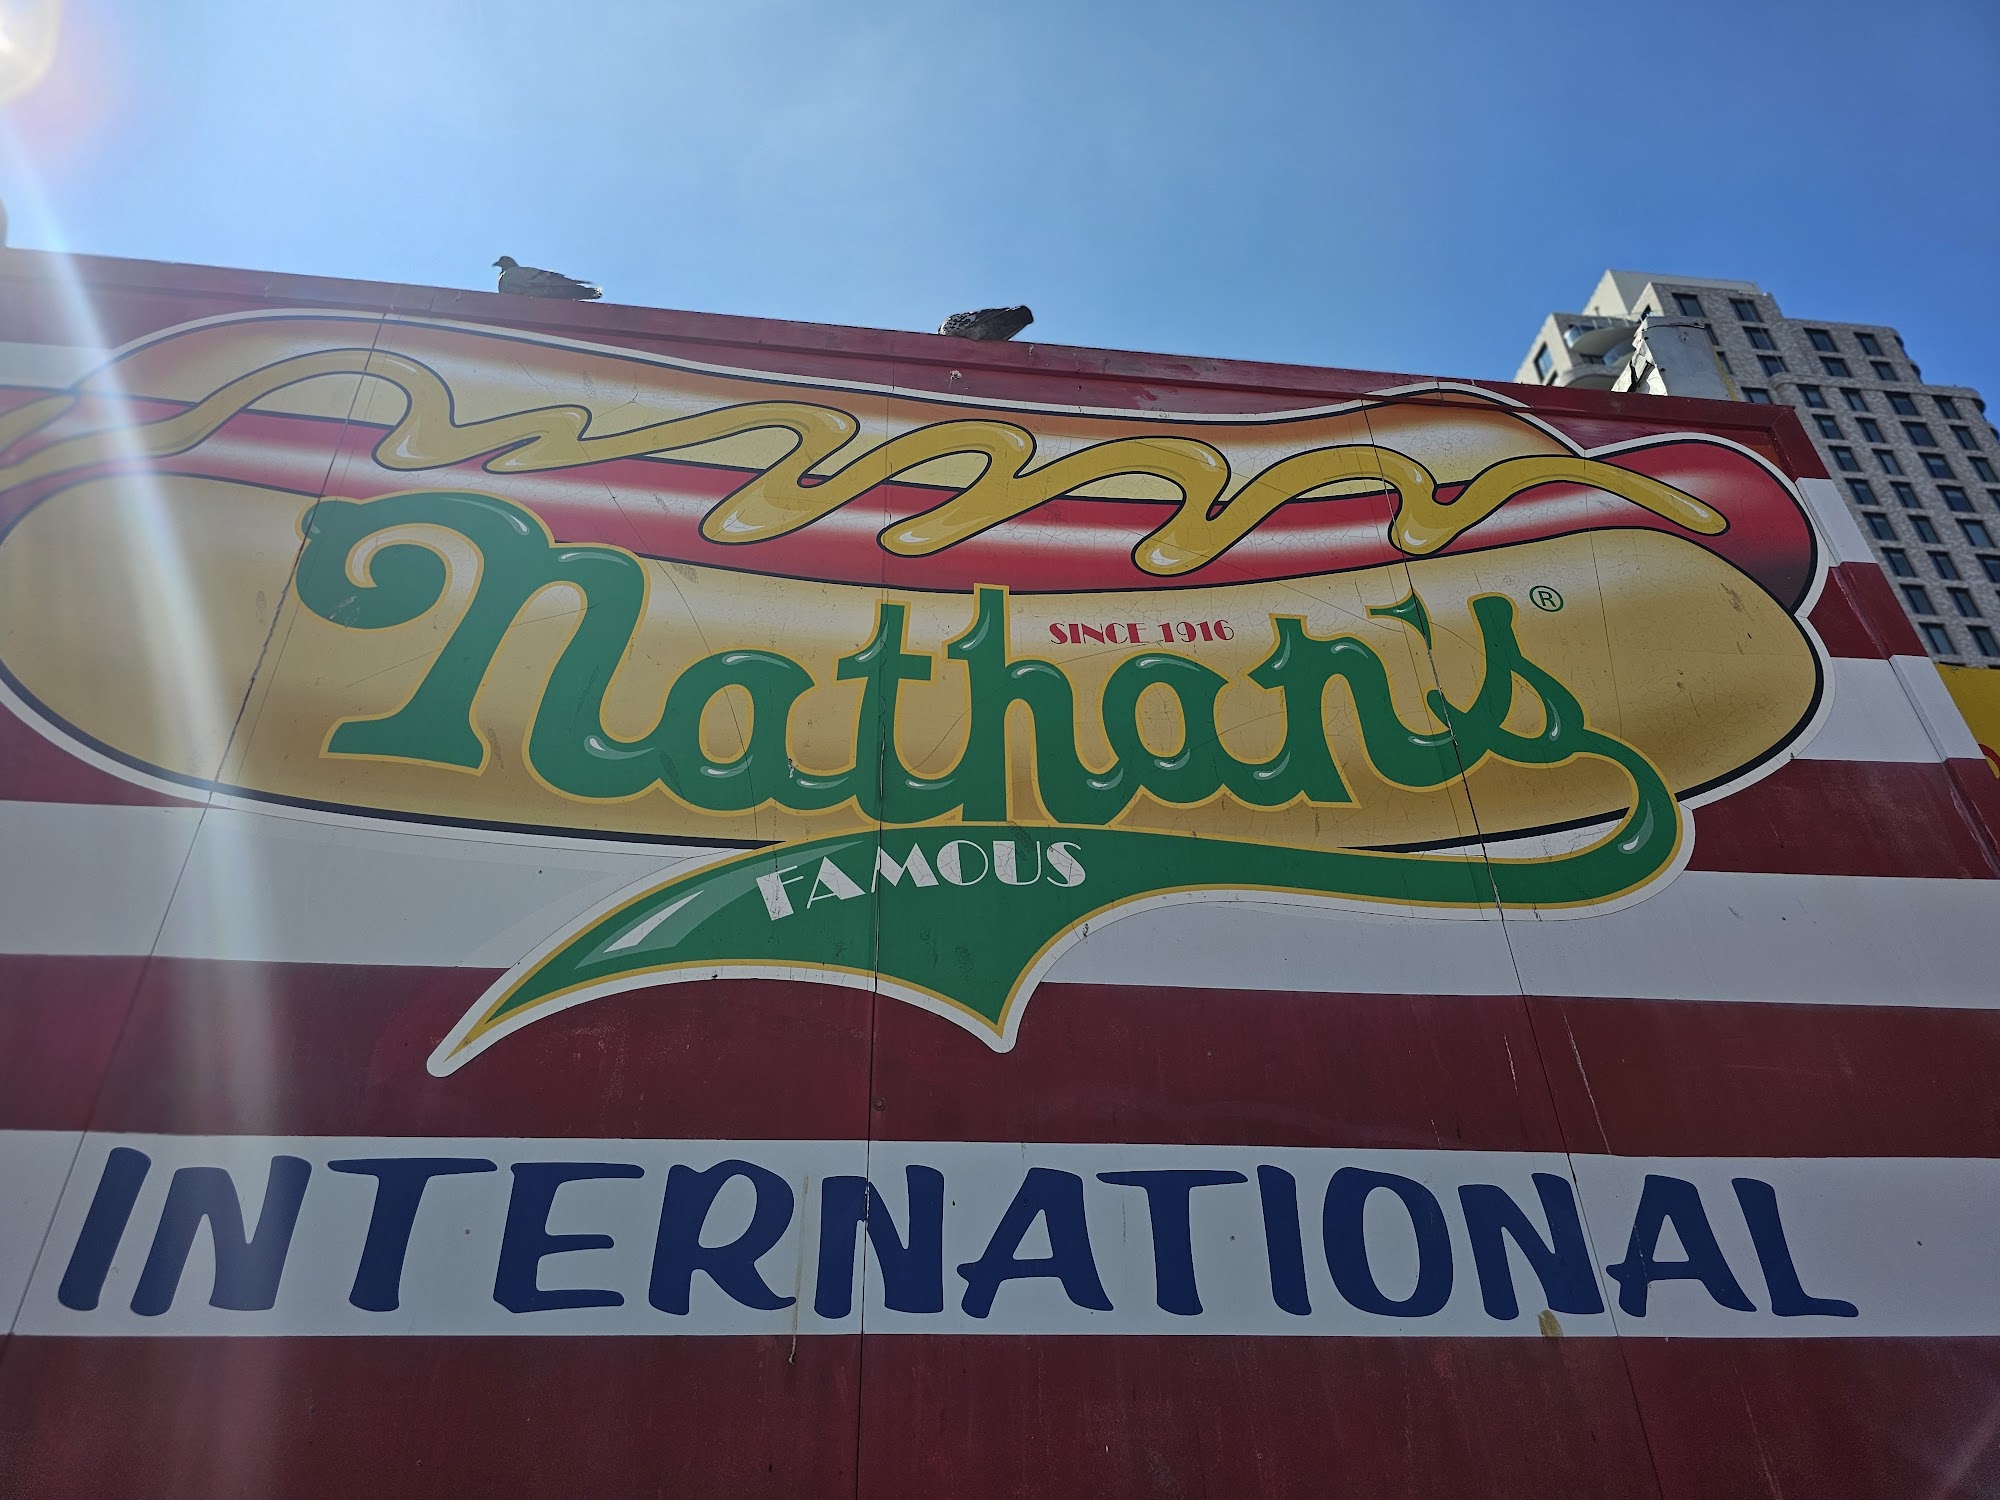 SINCE 1916
Nathan's®
FAMOUS
INTERNATIONAL